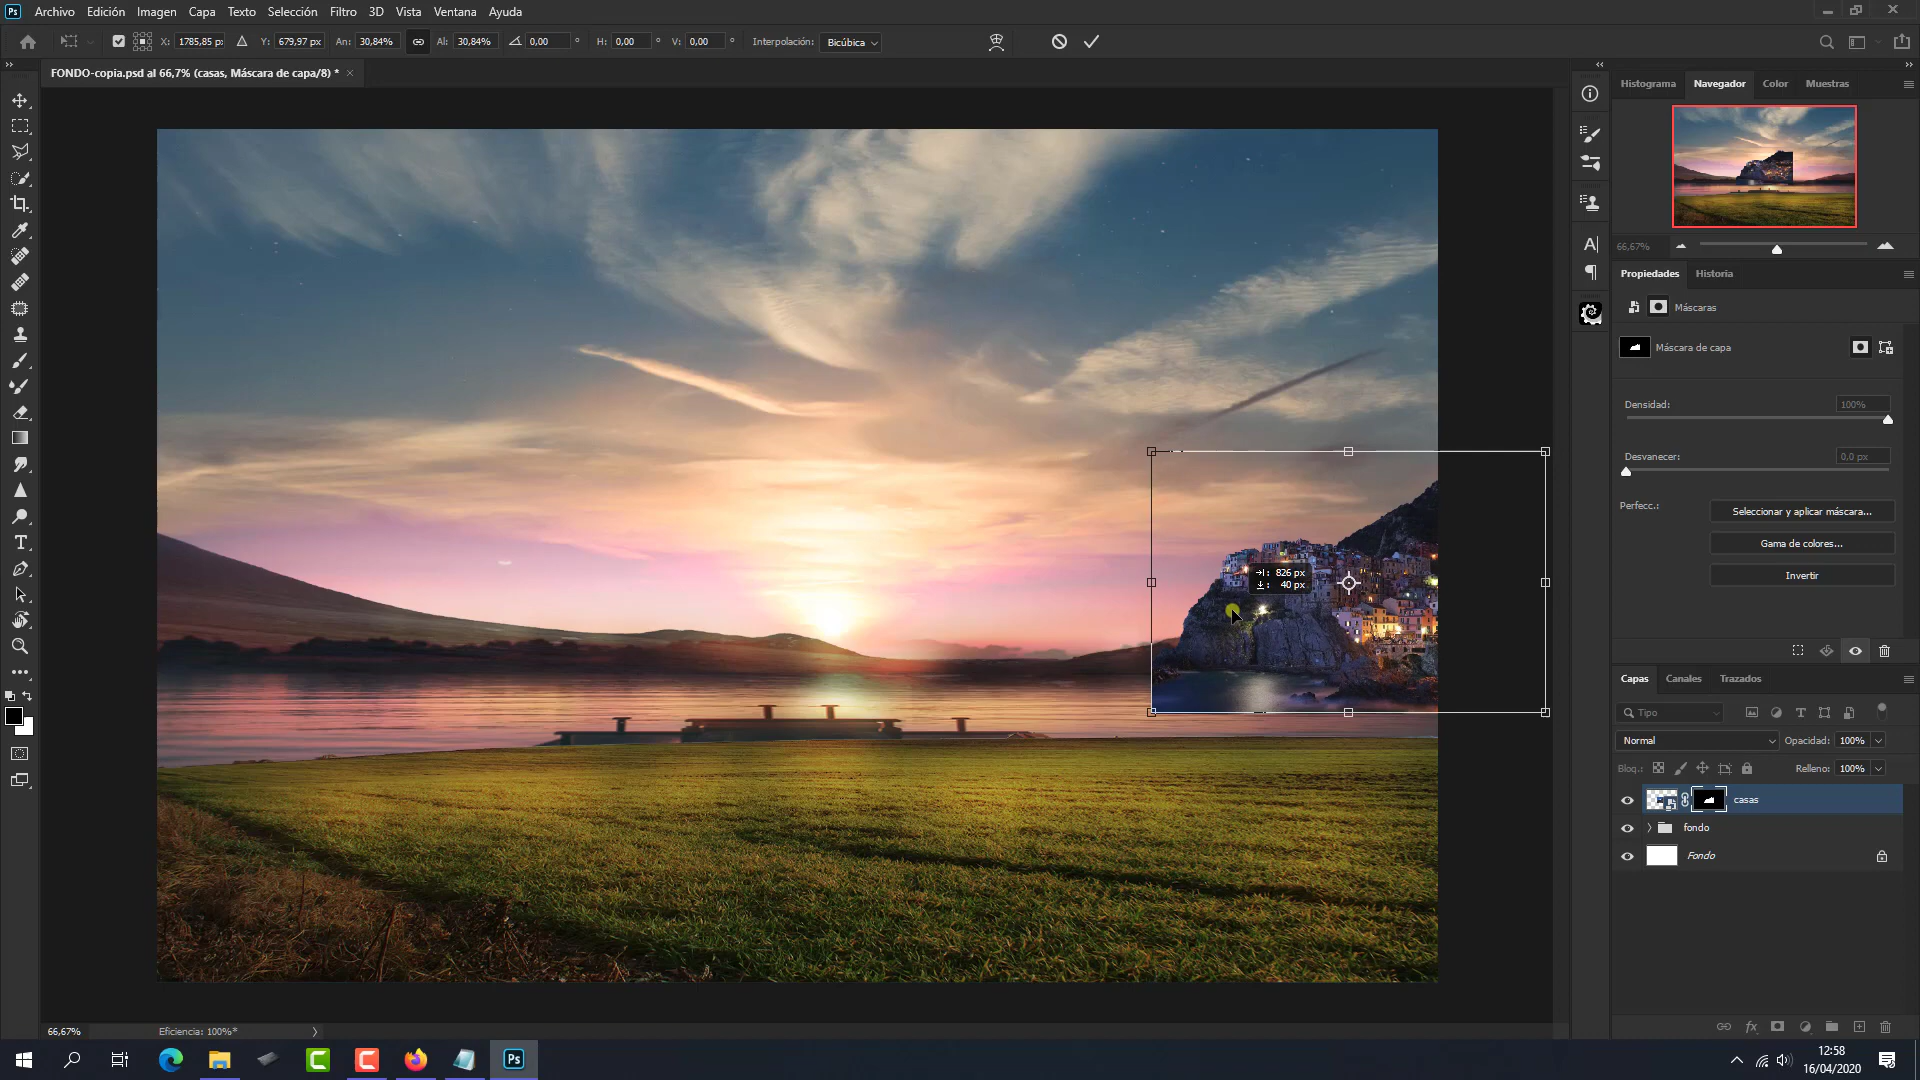 Ps Archivo Edición Imagen Capa Texto Selección Filtro 3D Vista Ventana Ayuda
X: 1785,85 p Y: 679,97 px An: 30,84% Al: 30,84% 0,00 ° H: 0,00 ° V: 0,00 ° Interpolación: Bicúbica
FONDO-copia.psd al 66,7% (casas, Máscara de capa/8) * ×
Histograma Navegador Color Muestras
66,67%
Propiedades Historia
Máscaras
Máscara de capa
Densidad: 100%
Desvanecer: 0,0 px
Perfecc.: Seleccionar y aplicar máscara...
Gama de colores...
Invertir
826 px
40 px
Capas Canales Trazados
Tipo
Normal Opacidad: 100%
Bloq.: Relleno: 100%
casas
fondo
Fondo
66,67% Eficiencia: 100%*
Ps
12:58
16/04/2020